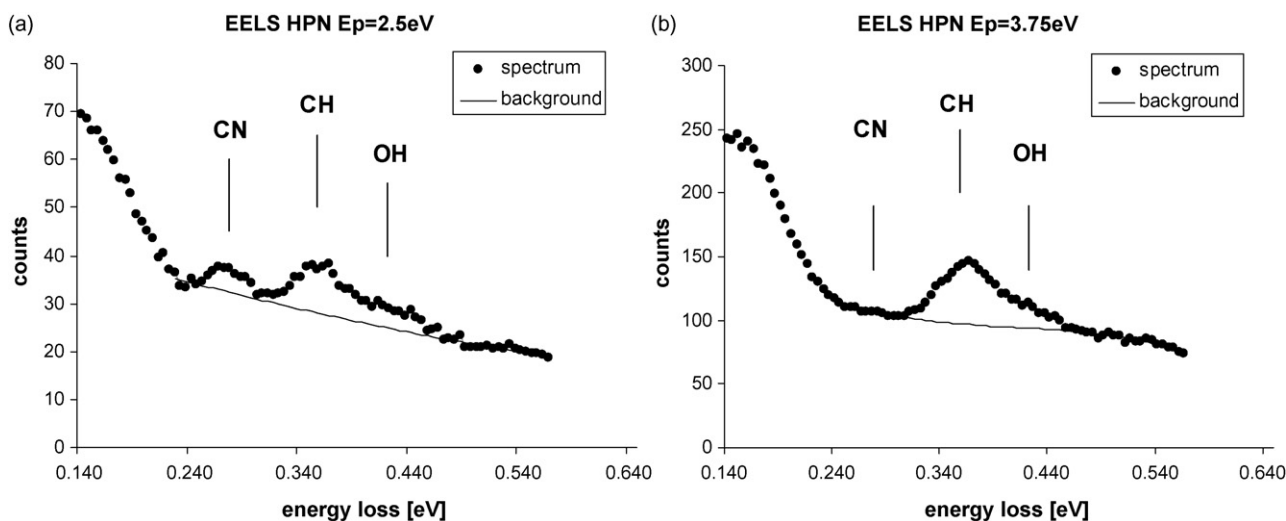 (a)
EELS HPN Ep=2.5eV
80
70
60
50
40
30
20
10
0
counts
spectrum
background
CN
CH
OH
0.140 0.240 0.340 0.440 0.540 0.640
energy loss [eV]
(b)
EELS HPN Ep=3.75eV
300
250
200
150
100
50
0
counts
spectrum
background
CN
CH
OH
0.140 0.240 0.340 0.440 0.540 0.640
energy loss [eV]